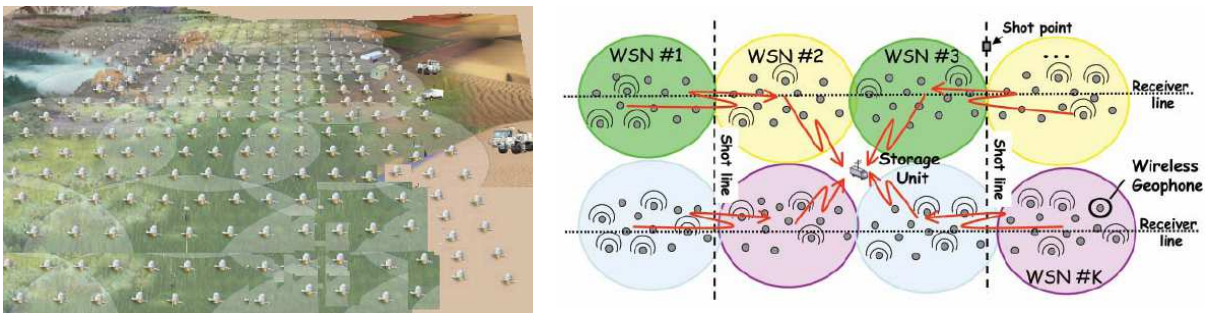 Shot point
WSN #1
WSN #2
WSN #3
...
Receiver
line
Shot line
Storage
Unit
Shot line
Wireless
Geophone
Receiver
line
WSN #K